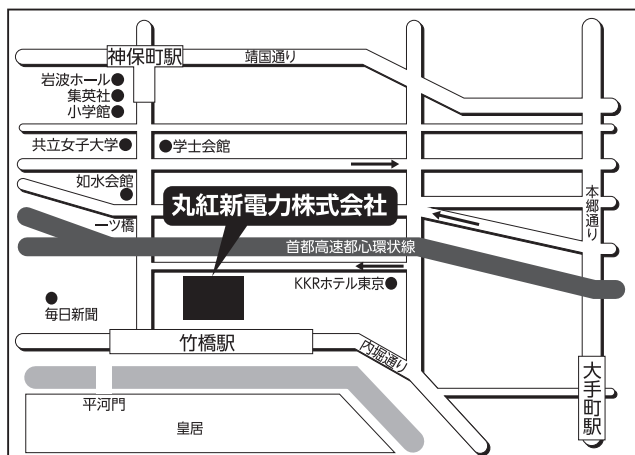 神保町駅
靖国通り
岩波ホール
集英社
小学館
共立女子大学
学士会館
如水会館
丸紅新電力株式会社
本郷通り
一ツ橋
首都高速都心環状線
KKRホテル東京
毎日新聞
竹橋駅
内堀通り
大手町駅
平河門
皇居